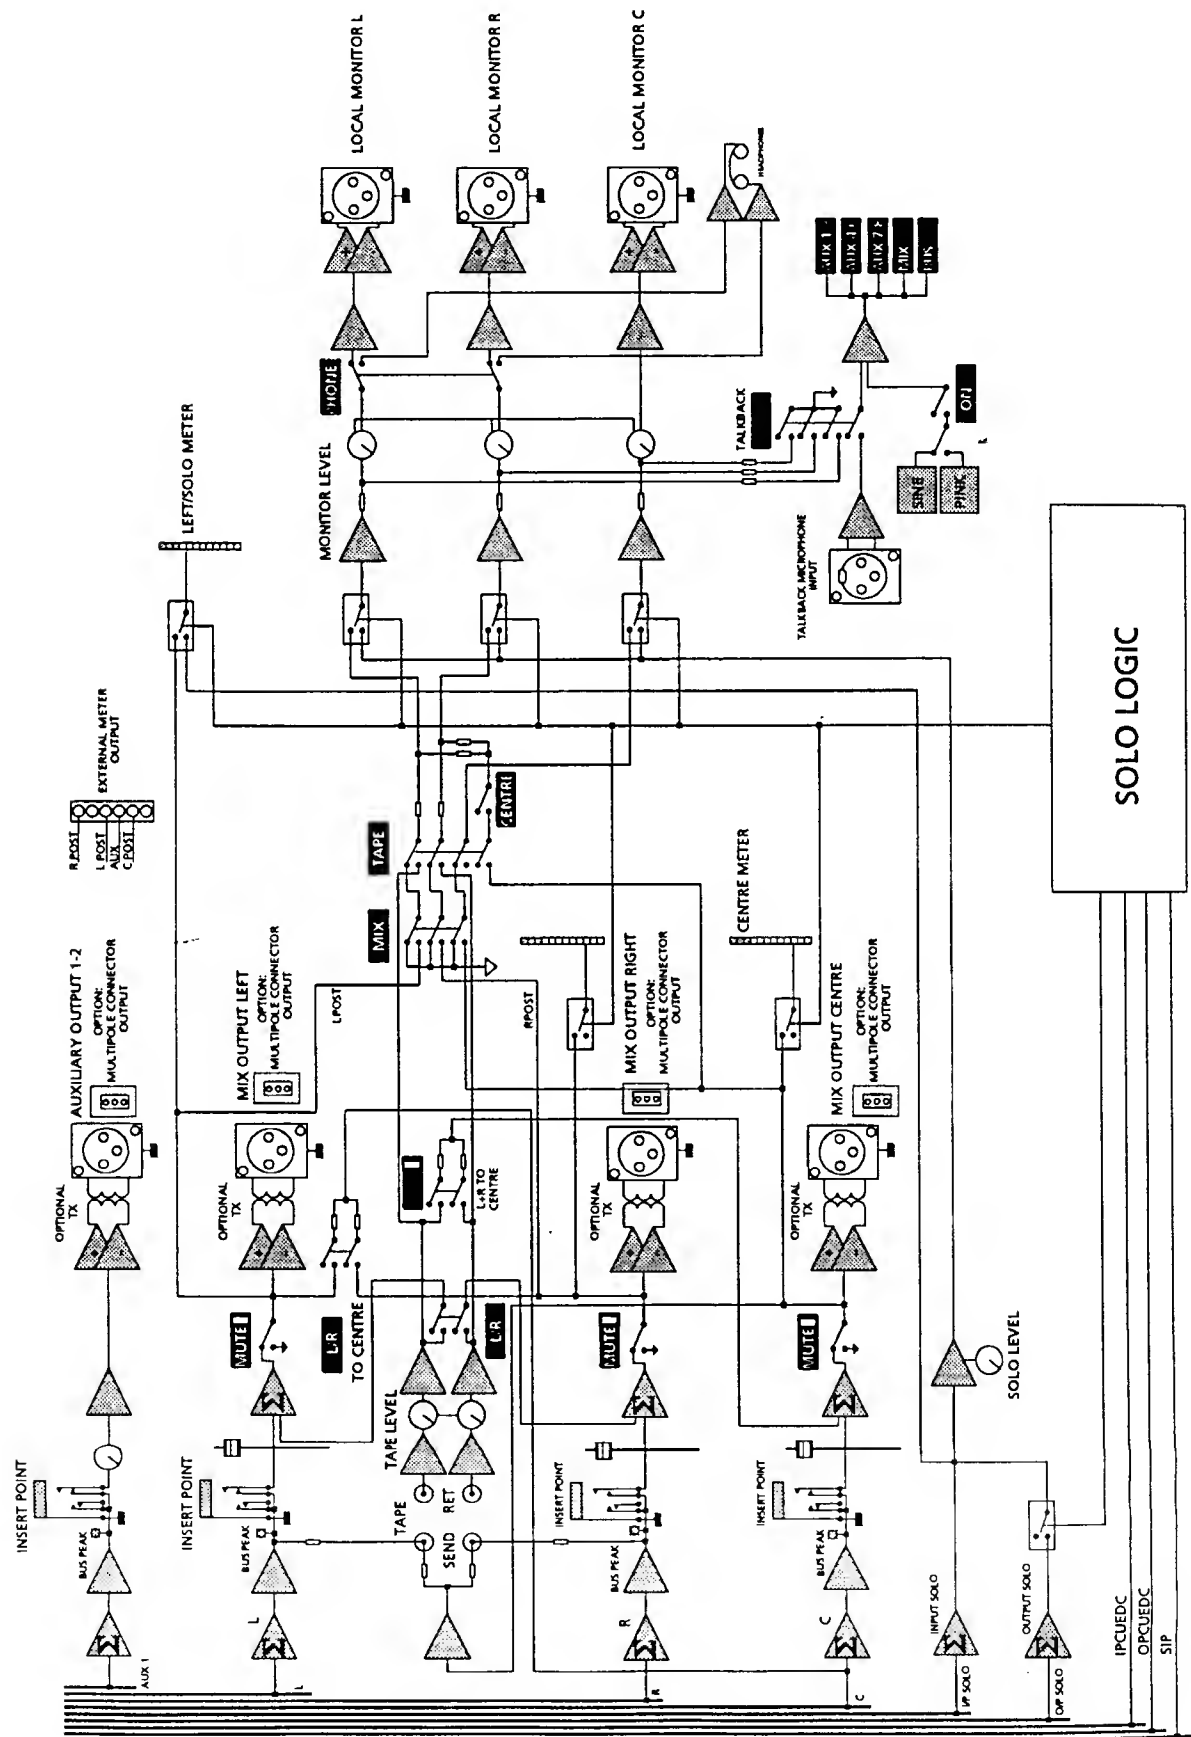 LOCAL MONITOR L
LOCAL MONITOR R
LOCAL MONITOR C
HEADPHONES
LEFT/SOLO METER
MONITOR LEVEL
PHONE
TALKBACK
AUX 1
MIX
BUS
ON
SINE
PINK
TALKBACK MICROPHONE
INPUT
EXTERNAL METER
OUTPUT
R POST
L POST
AUX
C POST
TAPE
MIX
CENTRE
CENTRE METER
SOLO LOGIC
AUXILIARY OUTPUT 1-2
OPTION:
MULTIPOLE CONNECTOR
OUTPUT
MIX OUTPUT LEFT
OPTION:
MULTIPOLE CONNECTOR
OUTPUT
LPOST
RPOST
MIX OUTPUT RIGHT
OPTION:
MULTIPOLE CONNECTOR
OUTPUT
MIX OUTPUT CENTRE
OPTION:
MULTIPOLE CONNECTOR
OUTPUT
OPTIONAL
TX
OPTIONAL
TX
OPTIONAL
TX
OPTIONAL
TX
L+R TO
CENTRE
MUTE
L/R
TO CENTRE
L/R
MUTE
MUTE
SOLO LEVEL
TAPE LEVEL
INSERT POINT
INSERT POINT
INSERT POINT
INSERT POINT
TAPE
SEND
RET
BUS PEAK
BUS PEAK
BUS PEAK
BUS PEAK
L
R
C
INPUT SOLO
OUTPUT SOLO
IPCUEDC
OPCUEDC
SIP
AUX 1
L
R
C
I/P SOLO
O/P SOLO